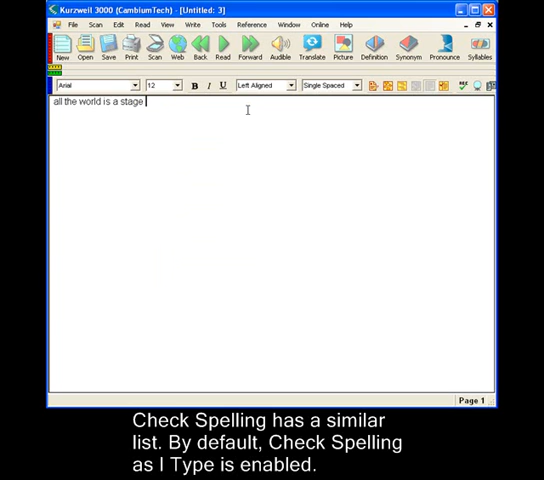 Kurzweil 3000 (CambiumTech) - [Untitled: 3]
File Scan Edit View Read Write Tools Reference Window Online Help
New Open Save Print Scan Web Back Read Forward Audible Translate Picture Definition Synonym Pronounce Syllables
Arial 12 B I U Left Aligned Single Spaced
all the world is a stage
Page 1
Check Spelling has a similar
list. By default, Check Spelling
as I Type is enabled.